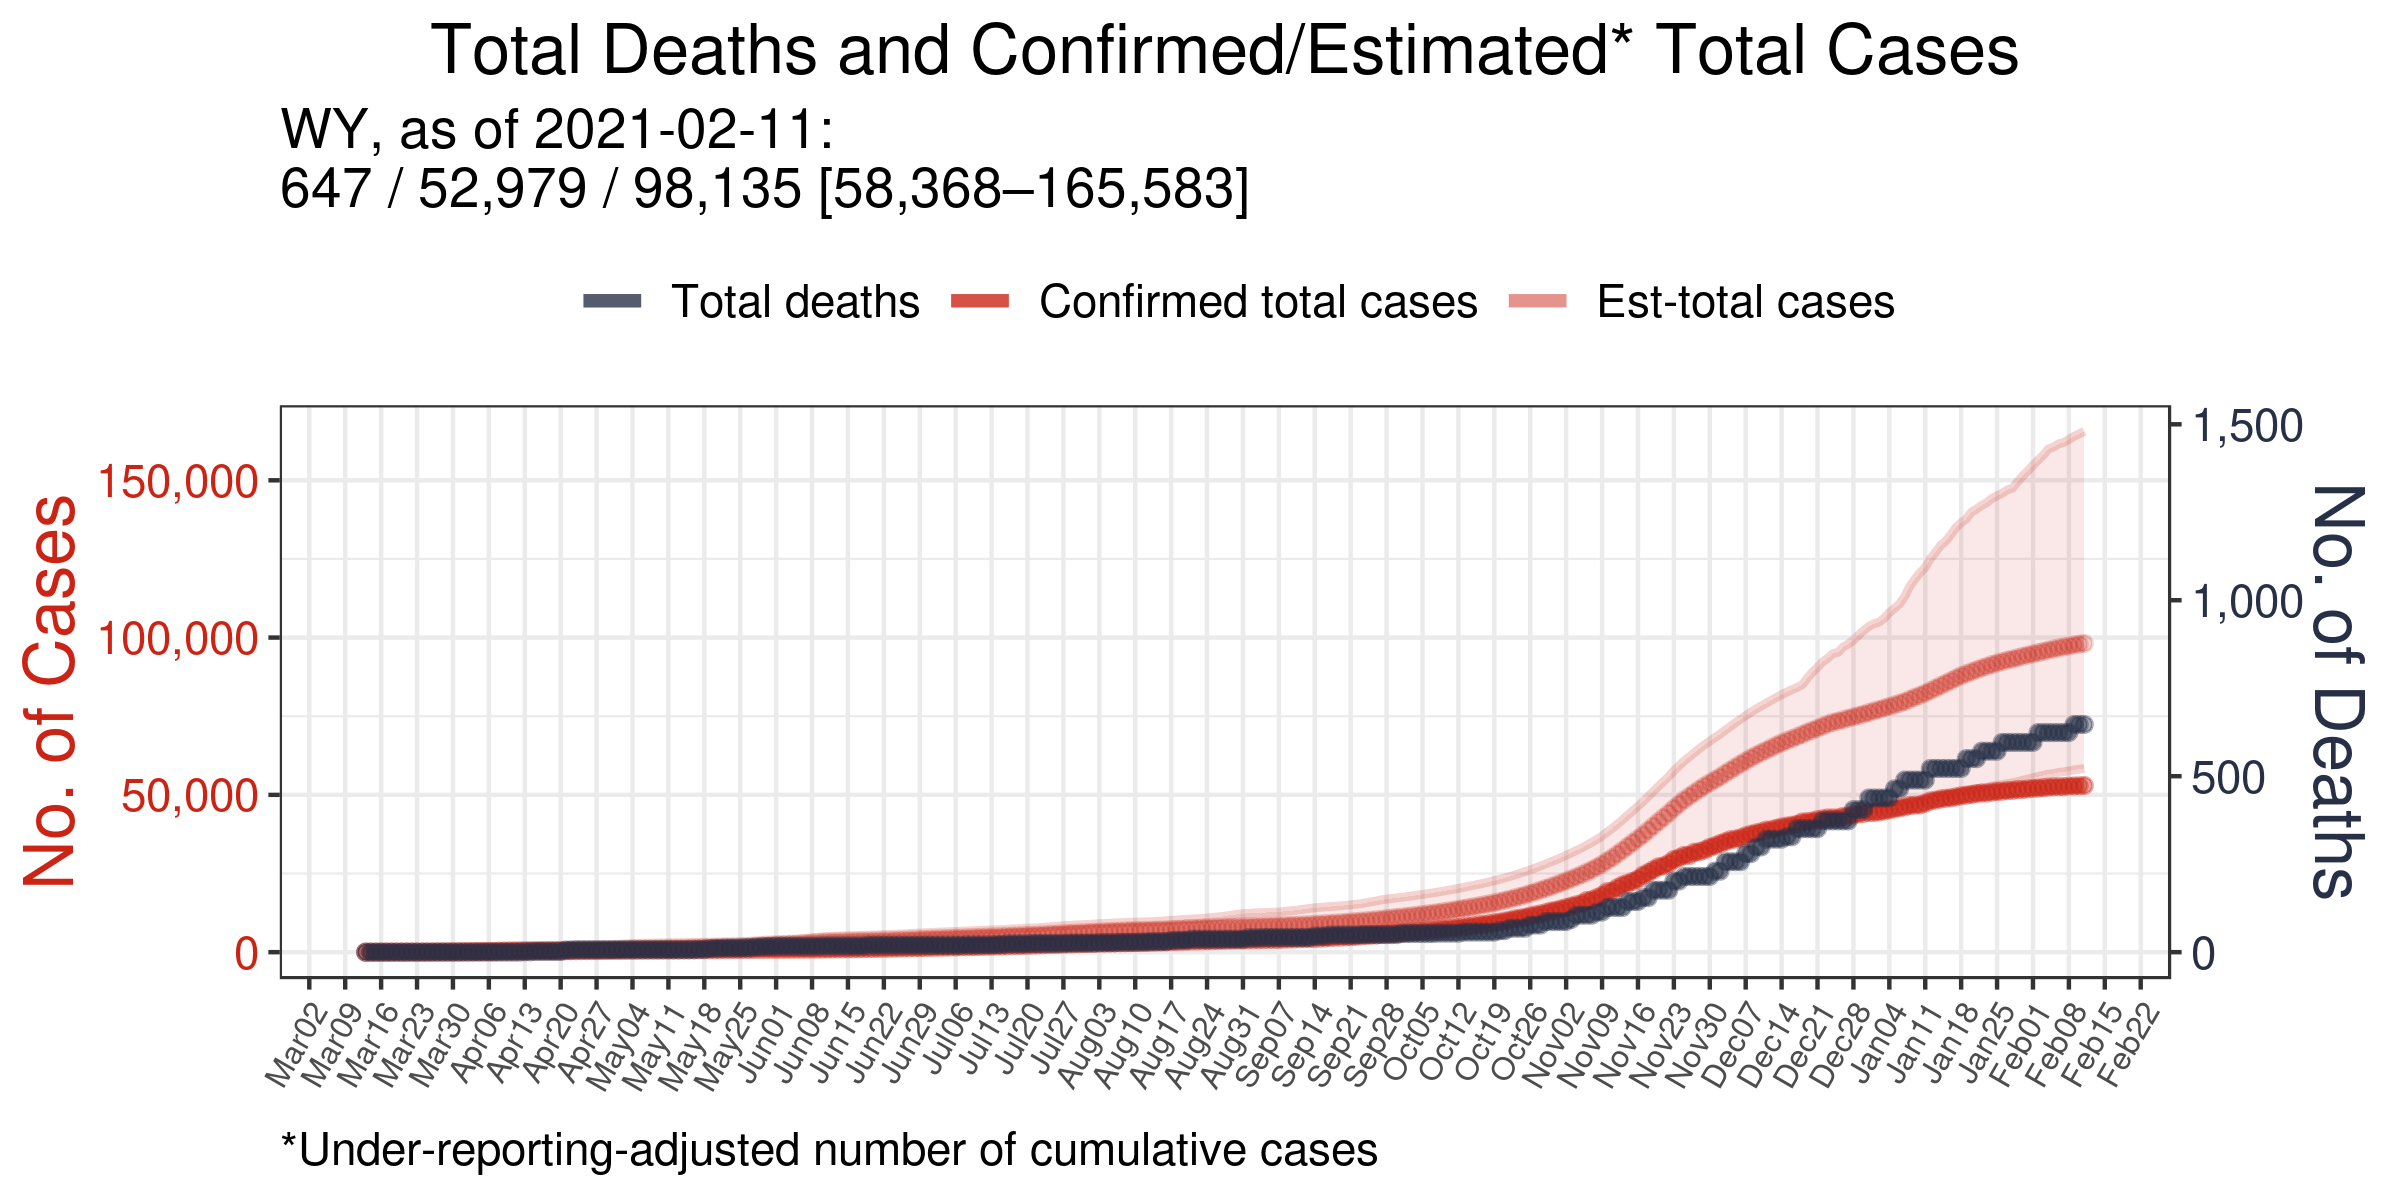 Total Deaths and Confirmed/Estimated* Total Cases
WY, as of 2021-02-11:
647 / 52,979 / 98,135 [58,368–165,583]
Total deaths
Confirmed total cases
Est-total cases
No. of Cases
150,000
100,000
50,000
0
1,500
1,000
500
0
No. of Deaths
Mar02
Mar09
Mar16
Mar23
Mar30
Apr06
Apr13
Apr20
Apr27
May04
May11
May18
May25
Jun01
Jun08
Jun15
Jun22
Jun29
Jul06
Jul13
Jul20
Jul27
Aug03
Aug10
Aug17
Aug24
Aug31
Sep07
Sep14
Sep21
Sep28
Oct05
Oct12
Oct19
Oct26
Nov02
Nov09
Nov16
Nov23
Nov30
Dec07
Dec14
Dec21
Dec28
Jan04
Jan11
Jan18
Jan25
Feb01
Feb08
Feb15
Feb22
*Under-reporting-adjusted number of cumulative cases